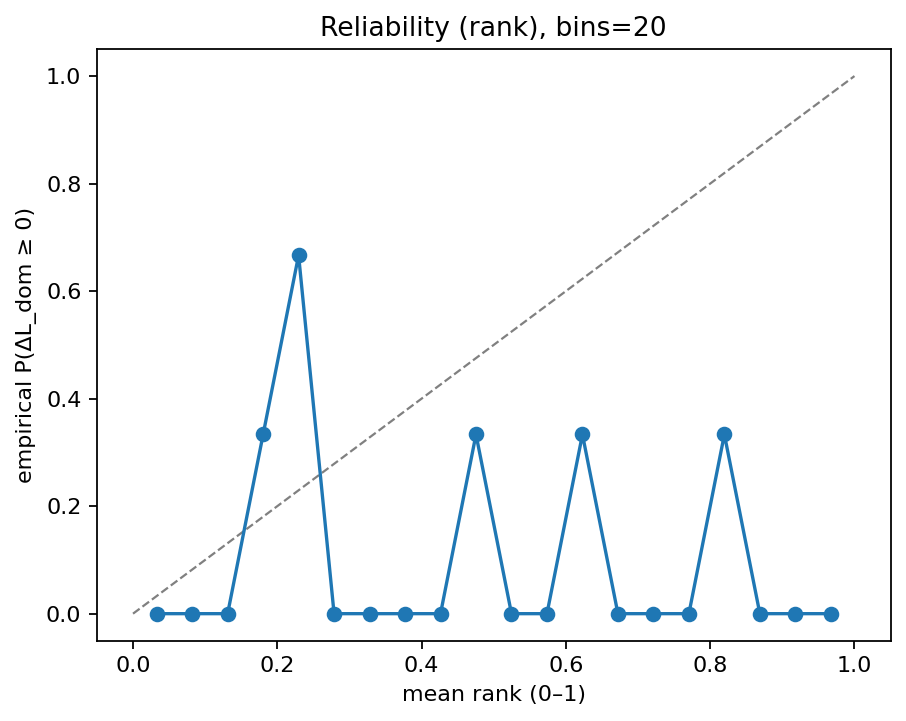 Reliability (rank), bins=20
empirical P(ΔL_dom ≥ 0)
1.0
0.8
0.6
0.4
0.2
0.0
0.0 0.2 0.4 0.6 0.8 1.0
mean rank (0–1)